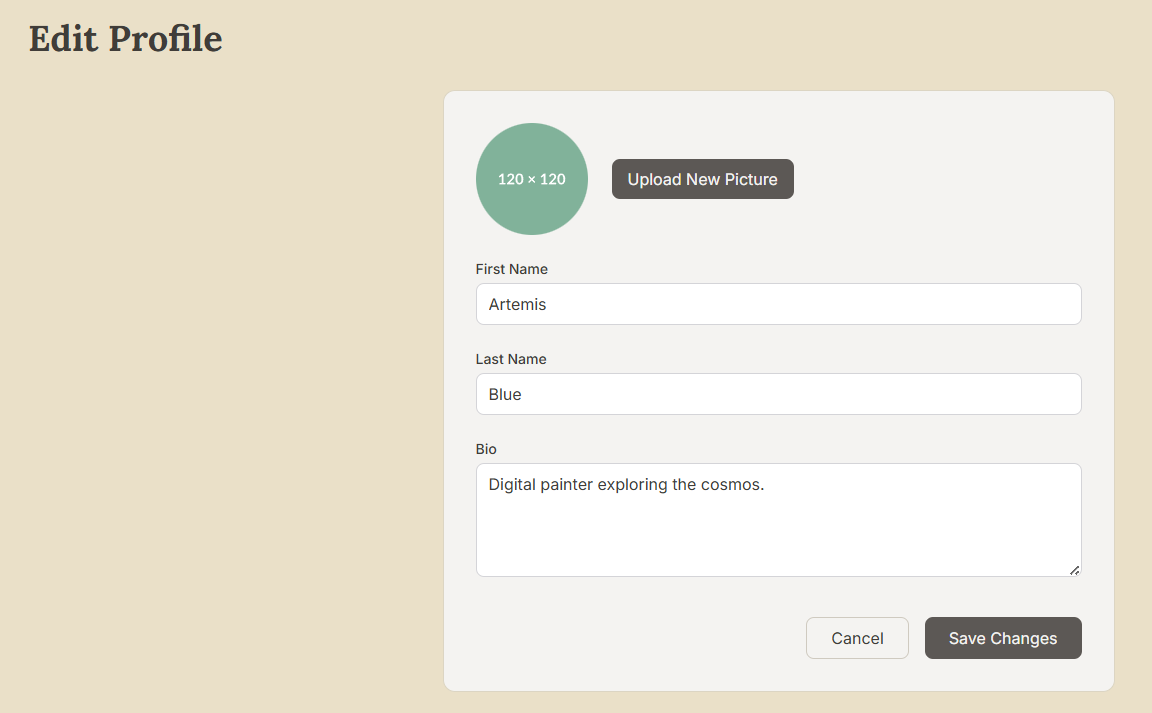 Edit Profile
120 × 120
Upload New Picture
First Name
Artemis
Last Name
Blue
Bio
Digital painter exploring the cosmos.
Cancel
Save Changes